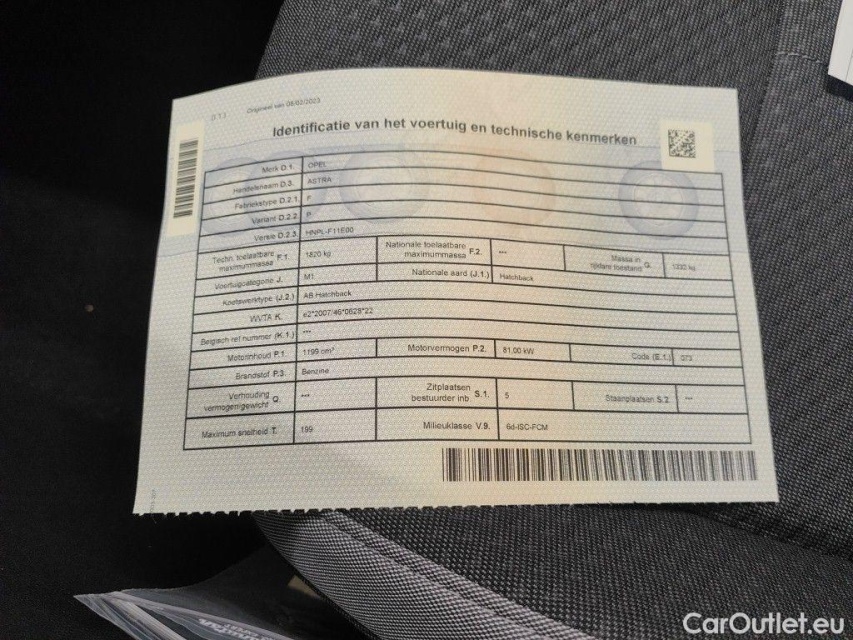 (D.1.) Origineel van 08/02/2023
Identificatie van het voertuig en technische kenmerken
Merk D.1. OPEL
Handelsnaam D.3. ASTRA
Fabriekstype D.2.1 F
Variant D.2.2 P
Versie D.2.3. HNPL-F11E00
Techn. toelaatbare maximummassa F.1. 1820 kg Nationale toelaatbare maximummassa F.2. *** Massa in rijklare toestand G.
Voertuigcategorie J. M1 Nationale aard (J.1.) Hatchback
Koetswerktype (J.2.) AB Hatchback
WVTA K. e2*2007/46*0628*22
Belgisch ref nummer (K.1.) ***
Motorinhoud P.1 1199 cm³ Motorvermogen P.2. 81,00 kW Code (E.1.) 073
Brandstof P.3. Benzine
Verhouding vermogen/gewicht Q. *** Zitplaatsen bestuurder inb. S.1. 5 Staanplaatsen S.2. ***
Maximum snelheid T. 199 Milieuklasse V.9. 6d-ISC-FCM
CarOutlet.eu